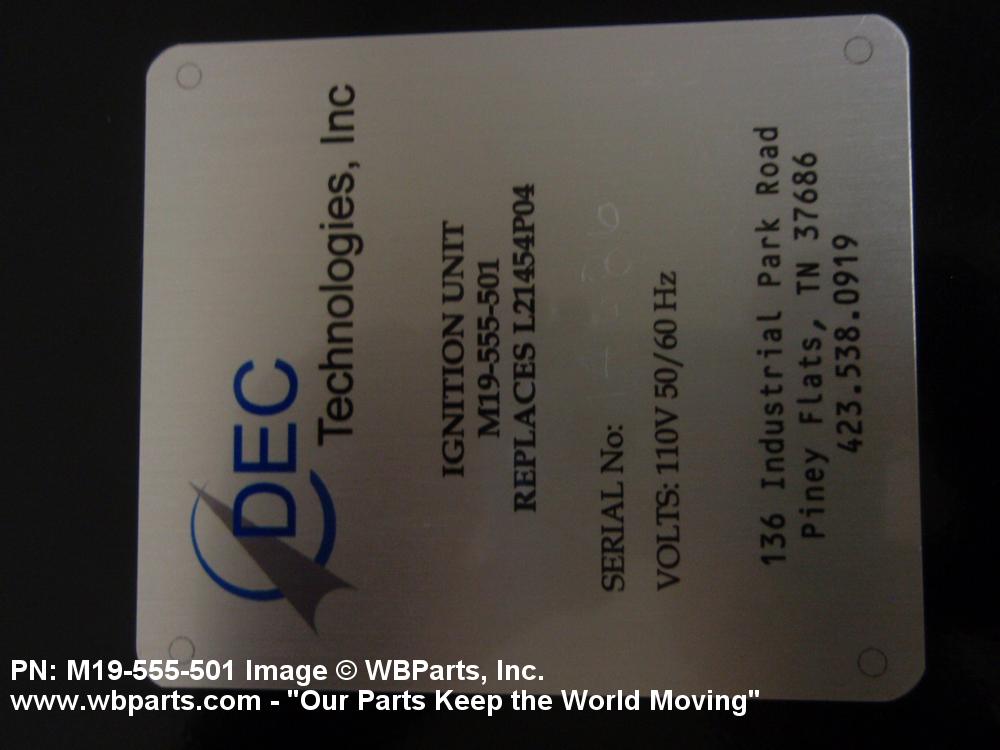 DEC
Technologies, Inc
IGNITION UNIT
M19-555-501
REPLACES L21454P04
SERIAL No:
VOLTS: 110V 50/60 Hz
136 Industrial Park Road
Piney Flats, TN 37686
423.538.0919
PN: M19-555-501 Image © WBParts, Inc.
www.wbparts.com - "Our Parts Keep the World Moving"